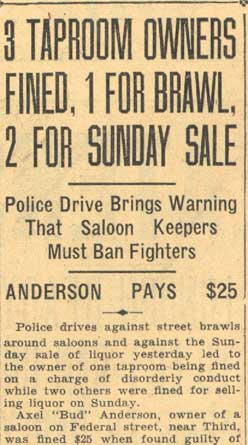 3 TAPROOM OWNERS
FINED, 1 FOR BRAWL,
2 FOR SUNDAY SALE
Police Drive Brings Warning
That Saloon Keepers
Must Ban Fighters
ANDERSON PAYS $25
Police drives against street brawls
around saloons and against the Sun-
day sale of liquor yesterday led to
the owner of one taproom being fined
on a charge of disorderly conduct
while two others were fined for sell-
ing liquor on Sunday.
Axel "Bud" Anderson, owner of a
saloon on Federal street, near Third,
was fined $25 when found guilty of